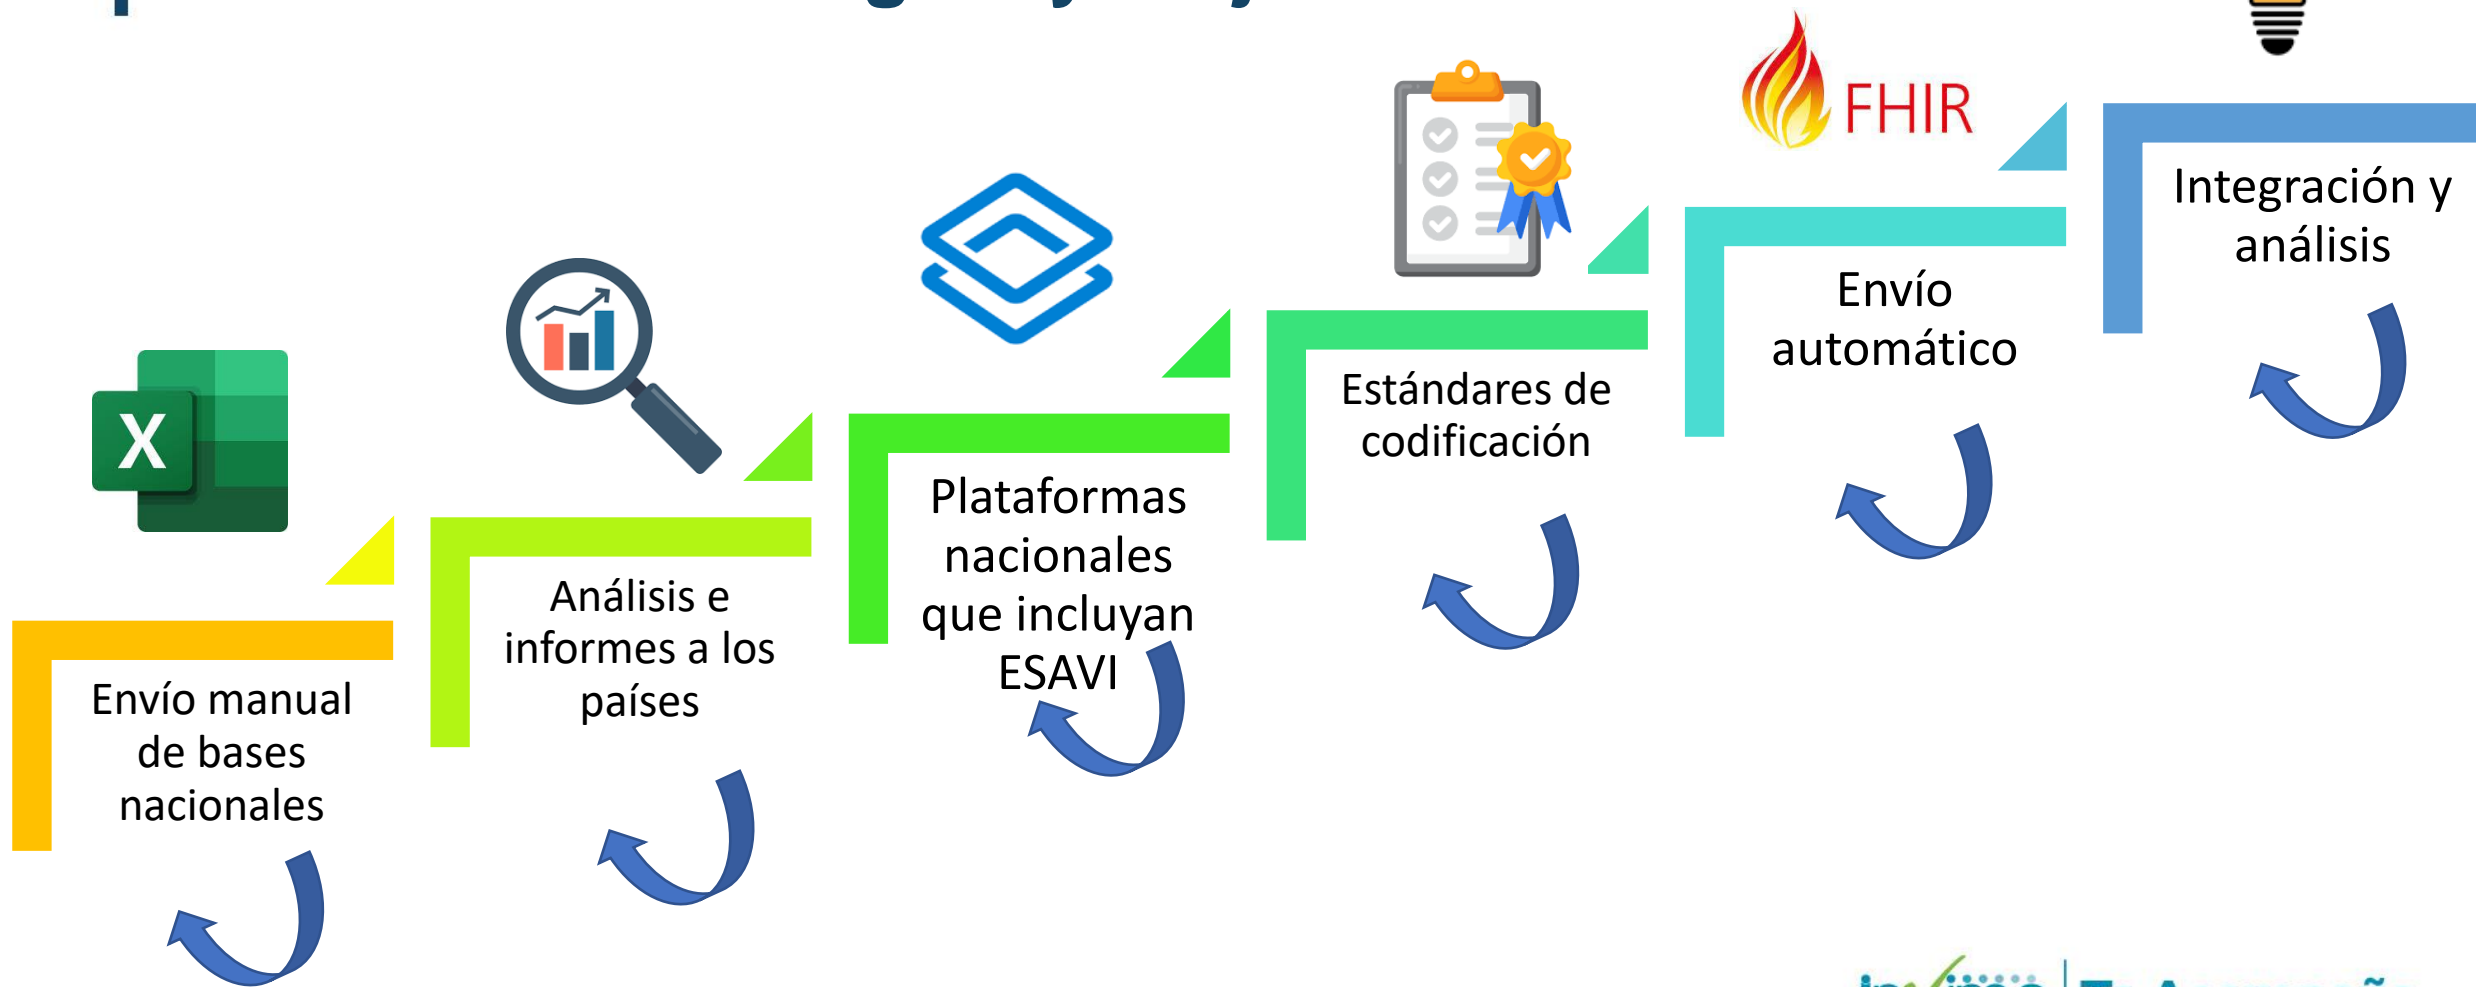 FHIR
X
Integración y
análisis
Envío
automático
Estándares de
codificación
Plataformas
nacionales
que incluyan
ESAVI
Análisis e
informes a los
países
Envío manual
de bases
nacionales